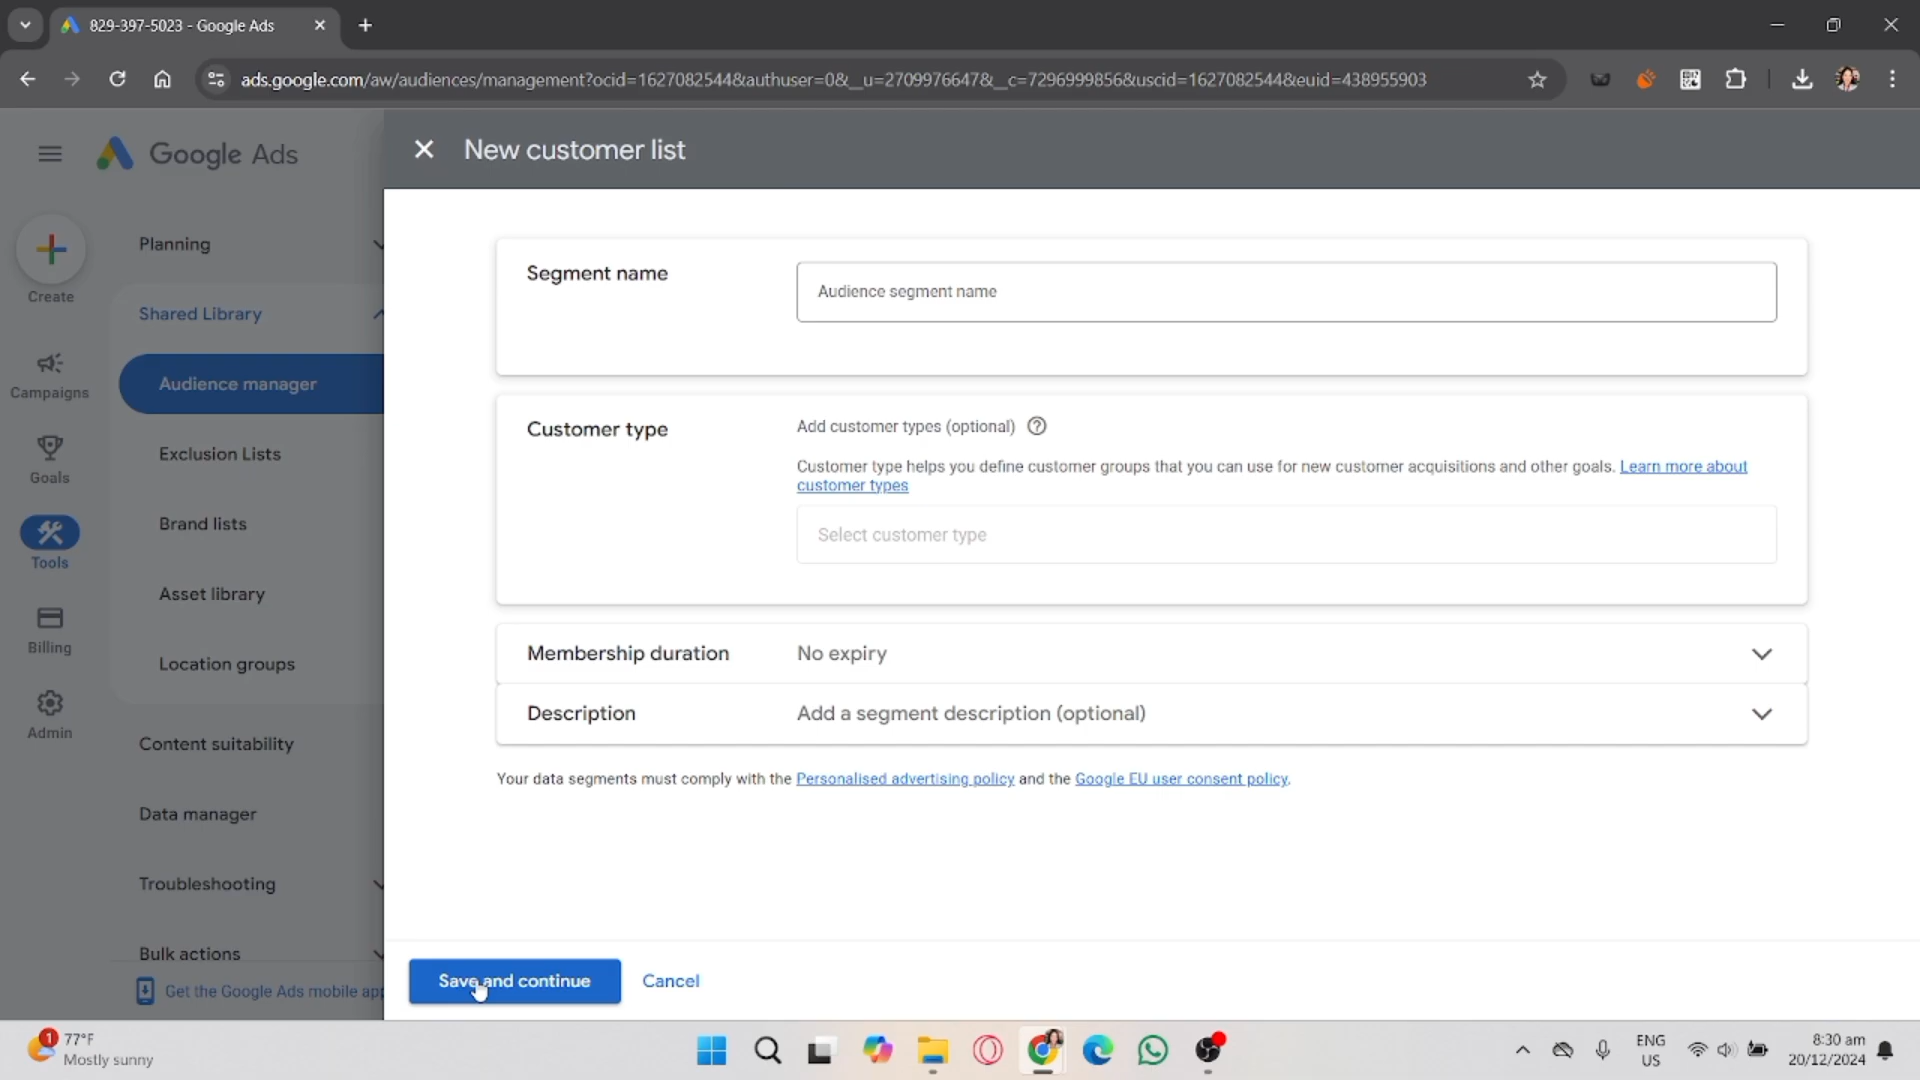 829-397-5023 - Google Ads
ads.google.com/aw/audiences/management?ocid=1627082544&authuser=0&__u=2709976647&__c=7296999856&uscid=1627082544&euid=438955903
Google Ads
New customer list
Create
Campaigns
Goals
Tools
Billing
Admin
Planning
Shared Library
Audience manager
Exclusion Lists
Brand lists
Asset library
Location groups
Content suitability
Data manager
Troubleshooting
Bulk actions
Get the Google Ads mobile app
Segment name
Audience segment name
Customer type
Add customer types (optional)
Customer type helps you define customer groups that you can use for new customer acquisitions and other goals. Learn more about
customer types
Select customer type
Membership duration
No expiry
Description
Add a segment description (optional)
Your data segments must comply with the Personalised advertising policy and the Google EU user consent policy.
Save and continue
Cancel
1
77°F
Mostly sunny
ENG
US
8:30 am
20/12/2024